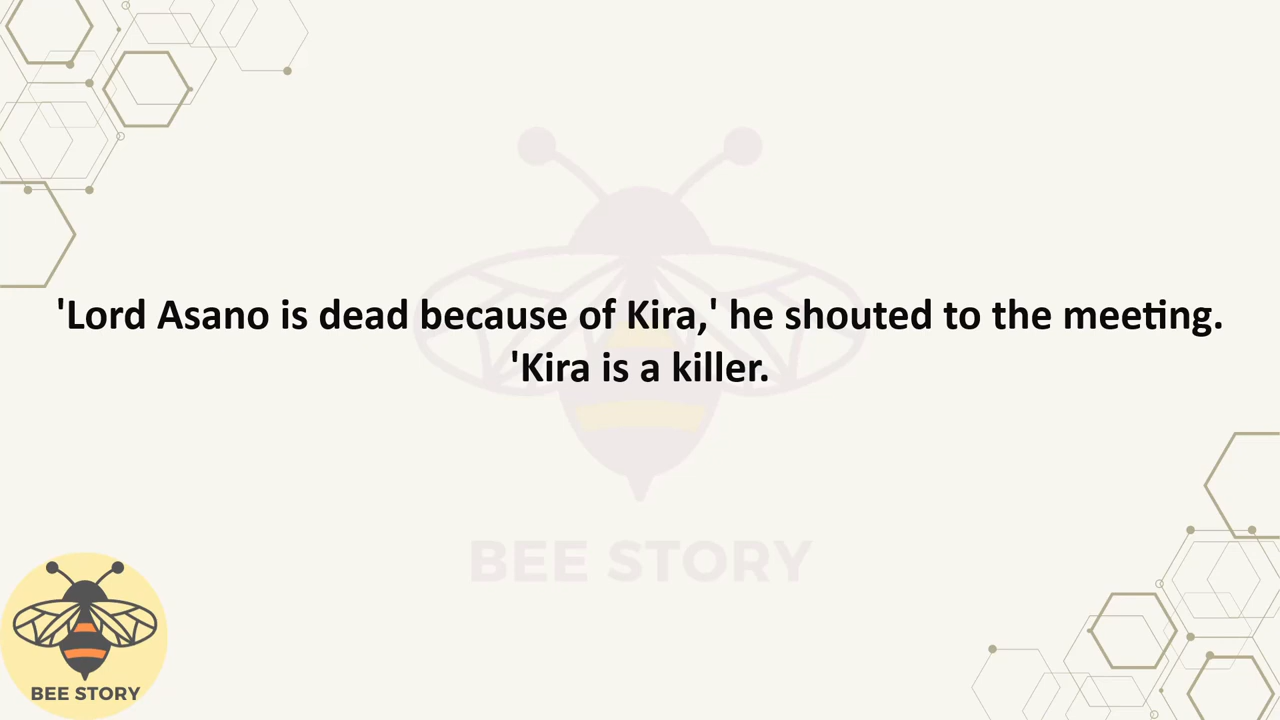 'Lord Asano is dead because of Kira,' he shouted to the meeting.
'Kira is a killer.
BEE STORY
BEE STORY